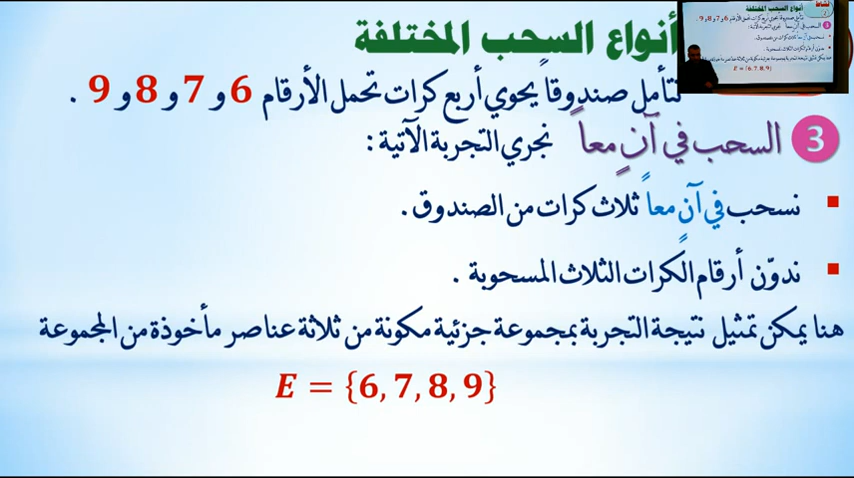 أنواع السحب المختلفة
نتأمل صندوقاً يحوي أربع كرات تحمل الأرقام 6 و 7 و 8 و 9 .
3 السحب في آنٍ معاً نجري التجربة الآتية :
نسحب في آنٍ معاً ثلاث كرات من الصندوق .
ندوّن أرقام الكرات الثلاث المسحوبة .
هنا يمكن تمثيل نتيجة التجربة بمجموعة جزئية مكونة من ثلاثة عناصر مأخوذة من المجموعة
E = {6, 7, 8, 9}